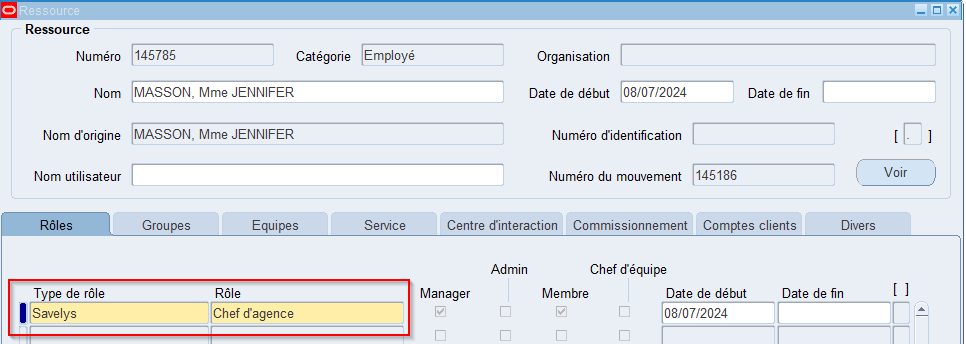 Ressource
Ressource
Numéro 145785 Catégorie Employé Organisation
Nom MASSON, Mme JENNIFER Date de début 08/07/2024 Date de fin
Nom d'origine MASSON, Mme JENNIFER Numéro d'identification [ . ]
Nom utilisateur Numéro du mouvement 145186 Voir
Rôles Groupes Equipes Service Centre d'interaction Commissionnement Comptes clients Divers
Admin Chef d'équipe
Type de rôle Rôle Manager Membre Date de début Date de fin [ ]
Savelys Chef d'agence 08/07/2024